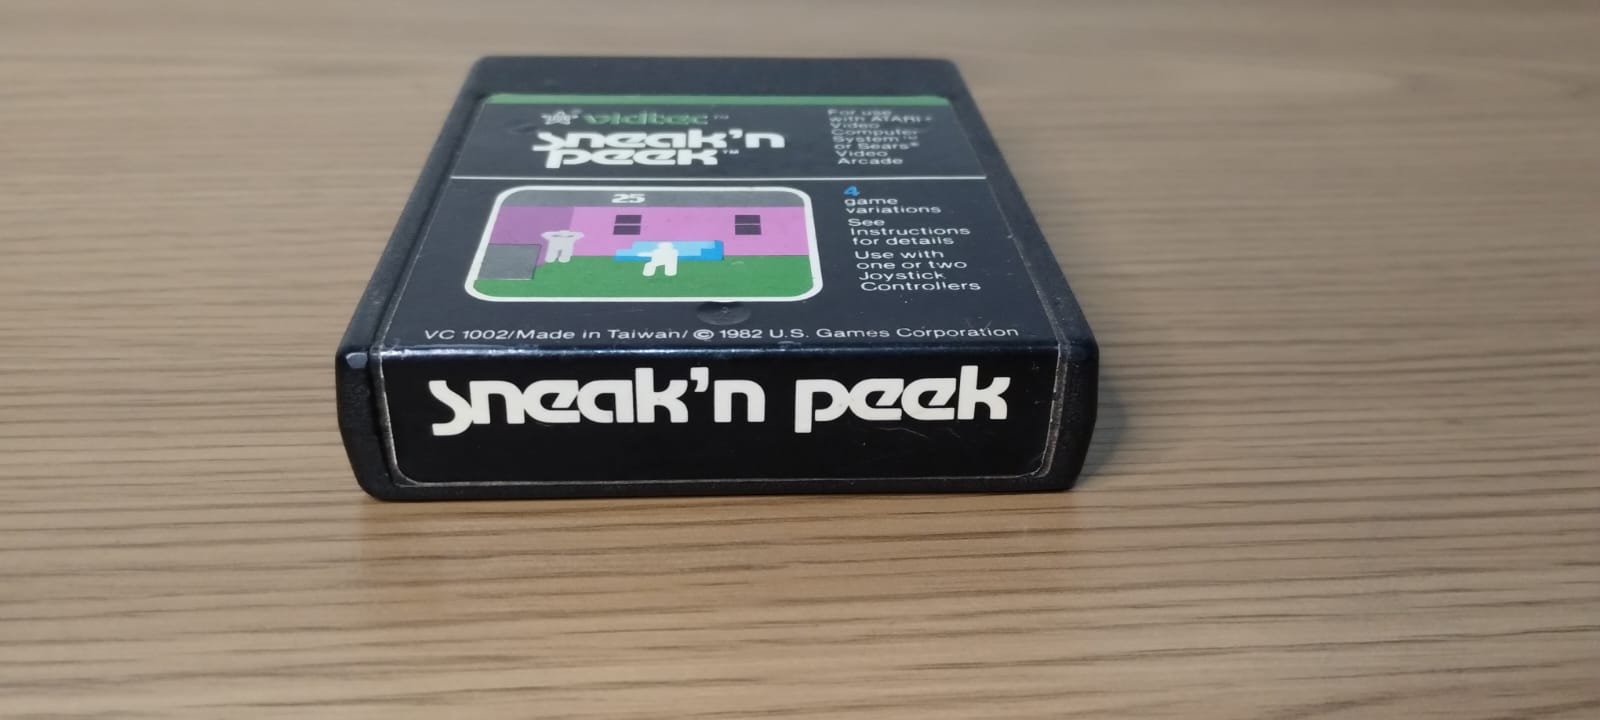 vidtec™
sneak'n
peek™
For use
with ATARI®
Video
Computer
System™
or Sears®
Video
Arcade
25
4
game
variations
See
Instructions
for details
Use with
one or two
Joystick
Controllers
VC 1002/Made in Taiwan/ © 1982 U.S. Games Corporation
sneak'n peek